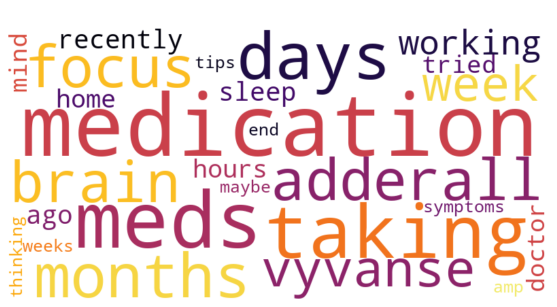 mind
recently
focus
tips
days
working
tried
week
home
sleep
medication
end
brain
hours
maybe
adderall
ago
meds
taking
symptoms
doctor
thinking
weeks
months
vyvanse
amp